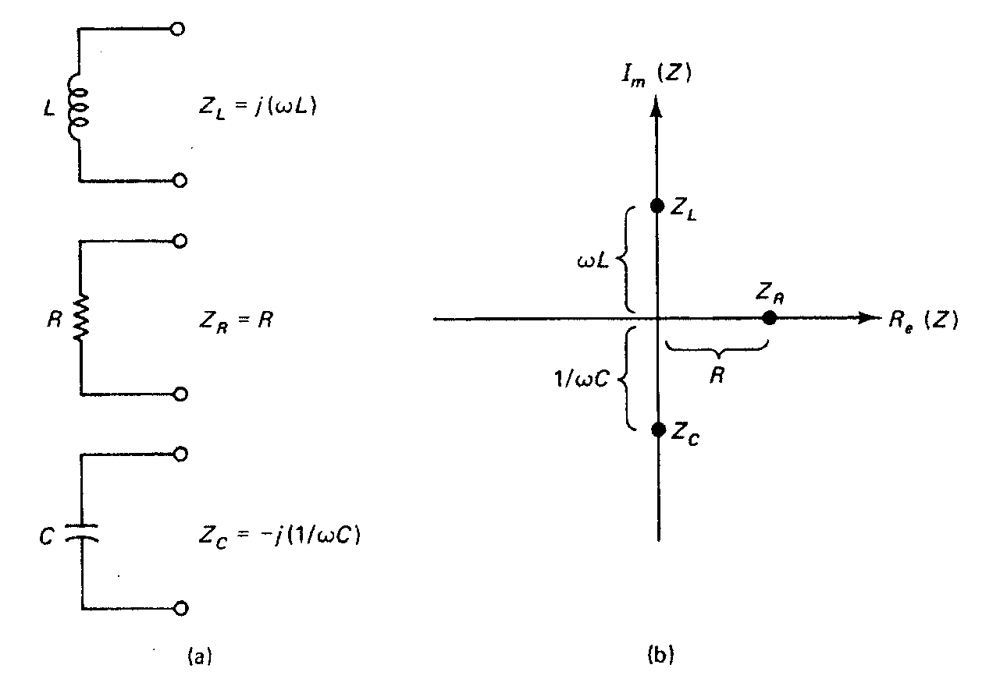 L
Z_L = j(ωL)
R
Z_R = R
C
Z_C = -j(1/ωC)
(a)
I_m (Z)
Z_L
ωL
Z_R
R_e (Z)
R
1/ωC
Z_C
(b)